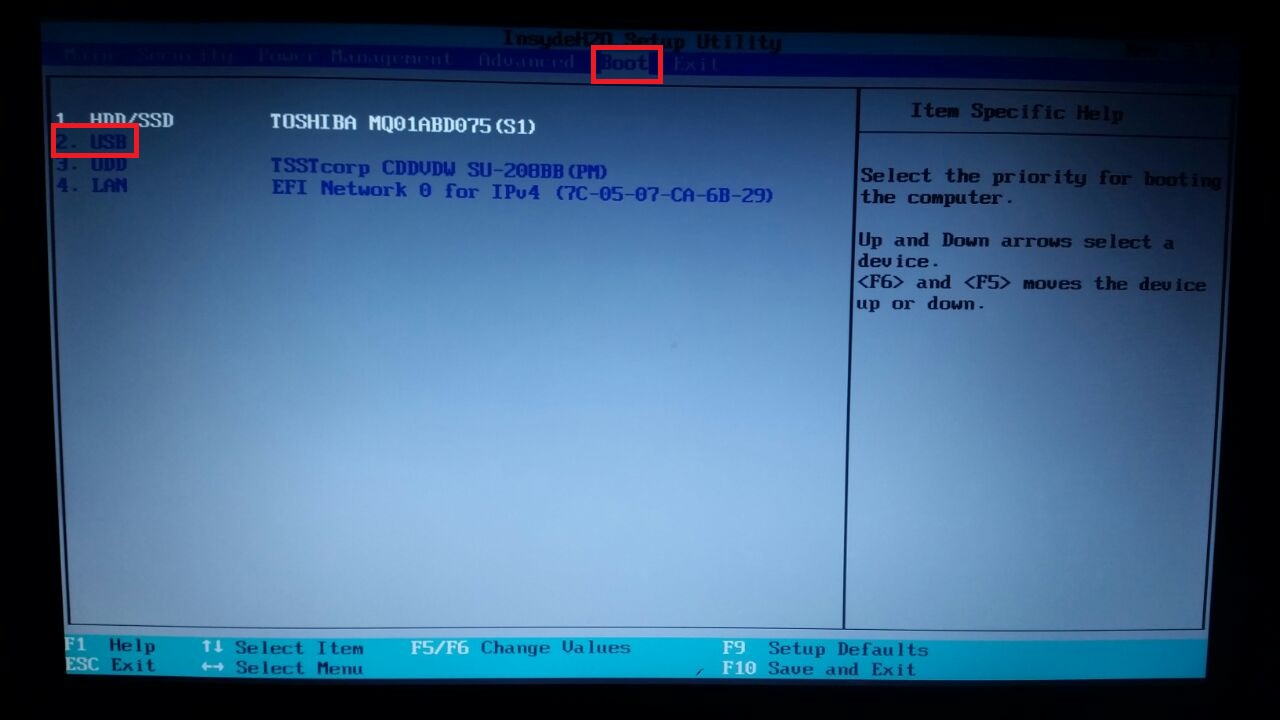 InsydeH2O Setup Utility
Main Security Power Management Advanced Boot Exit
1. HDD/SSD TOSHIBA MQ01ABD075(S1)
2. USB
3. ODD TSSTcorp CDDVDW SU-208BB(PM)
4. LAN EFI Network 0 for IPv4 (7C-05-07-CA-6B-29)
Item Specific Help
Select the priority for booting
the computer.
Up and Down arrows select a
device.
<F6> and <F5> moves the device
up or down.
F1 Help ↑↓ Select Item F5/F6 Change Values F9 Setup Defaults
ESC Exit ↔ Select Menu F10 Save and Exit